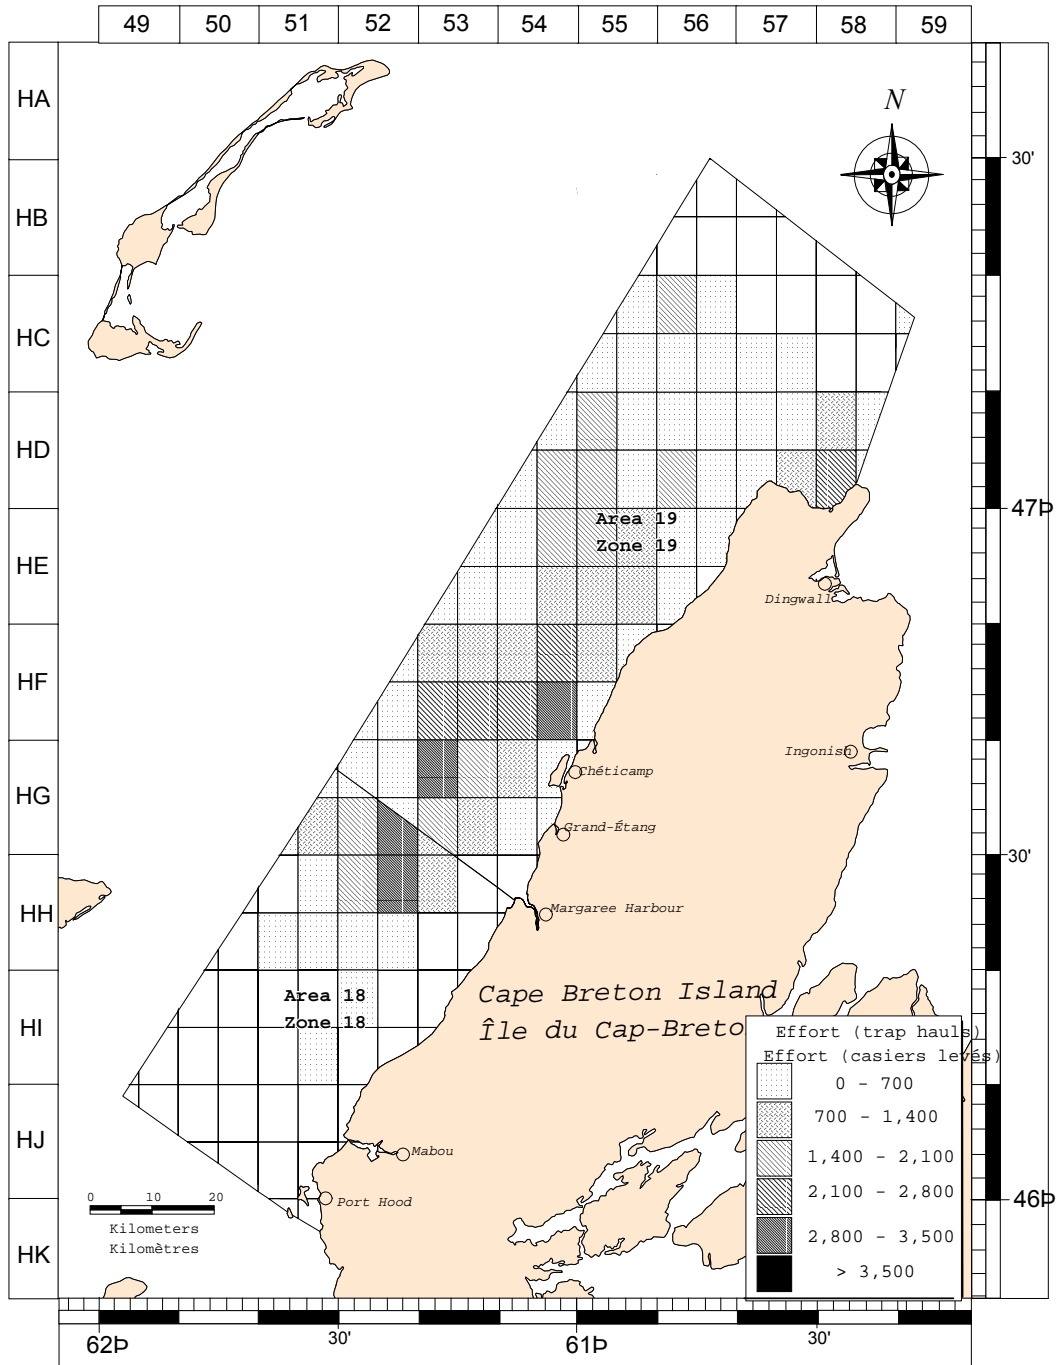 49 50 51 52 53 54 55 56 57 58 59
HA
N
30'
HB
HC
HD
47Þ
Area 19
Zone 19
HE
Dingwall
HF
Ingonish
Chéticamp
HG
Grand-Étang
30'
HH
Margaree Harbour
Area 18
Zone 18
Cape Breton Island
Île du Cap-Breto
HI
Effort (trap hauls)
Effort (casiers levés)
0 - 700
700 - 1,400
1,400 - 2,100
2,100 - 2,800
2,800 - 3,500
> 3,500
HJ
Mabou
0 10 20
Kilometers
Kilomètres
Port Hood
46Þ
HK
62Þ 30' 61Þ 30'